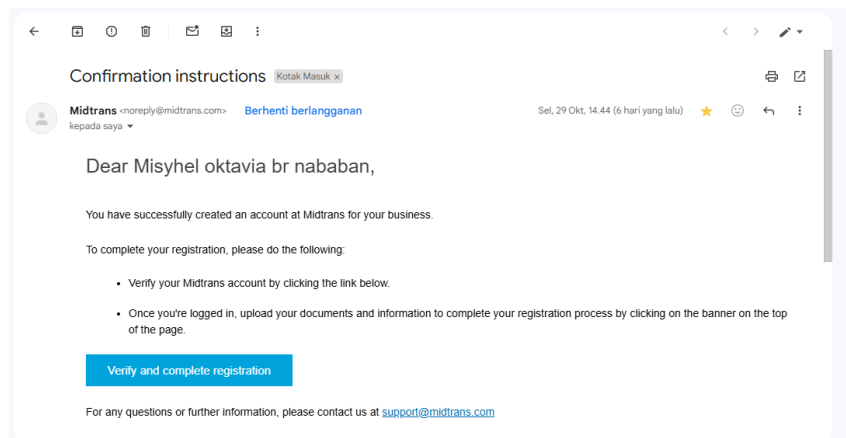 Confirmation instructions Kotak Masuk ×
Midtrans <noreply@midtrans.com> Berhenti berlangganan Sel, 29 Okt, 14.44 (6 hari yang lalu)
kepada saya
Dear Misyhel oktavia br nababan,
You have successfully created an account at Midtrans for your business.
To complete your registration, please do the following:
• Verify your Midtrans account by clicking the link below.
• Once you're logged in, upload your documents and information to complete your registration process by clicking on the banner on the top
of the page.
Verify and complete registration
For any questions or further information, please contact us at support@midtrans.com